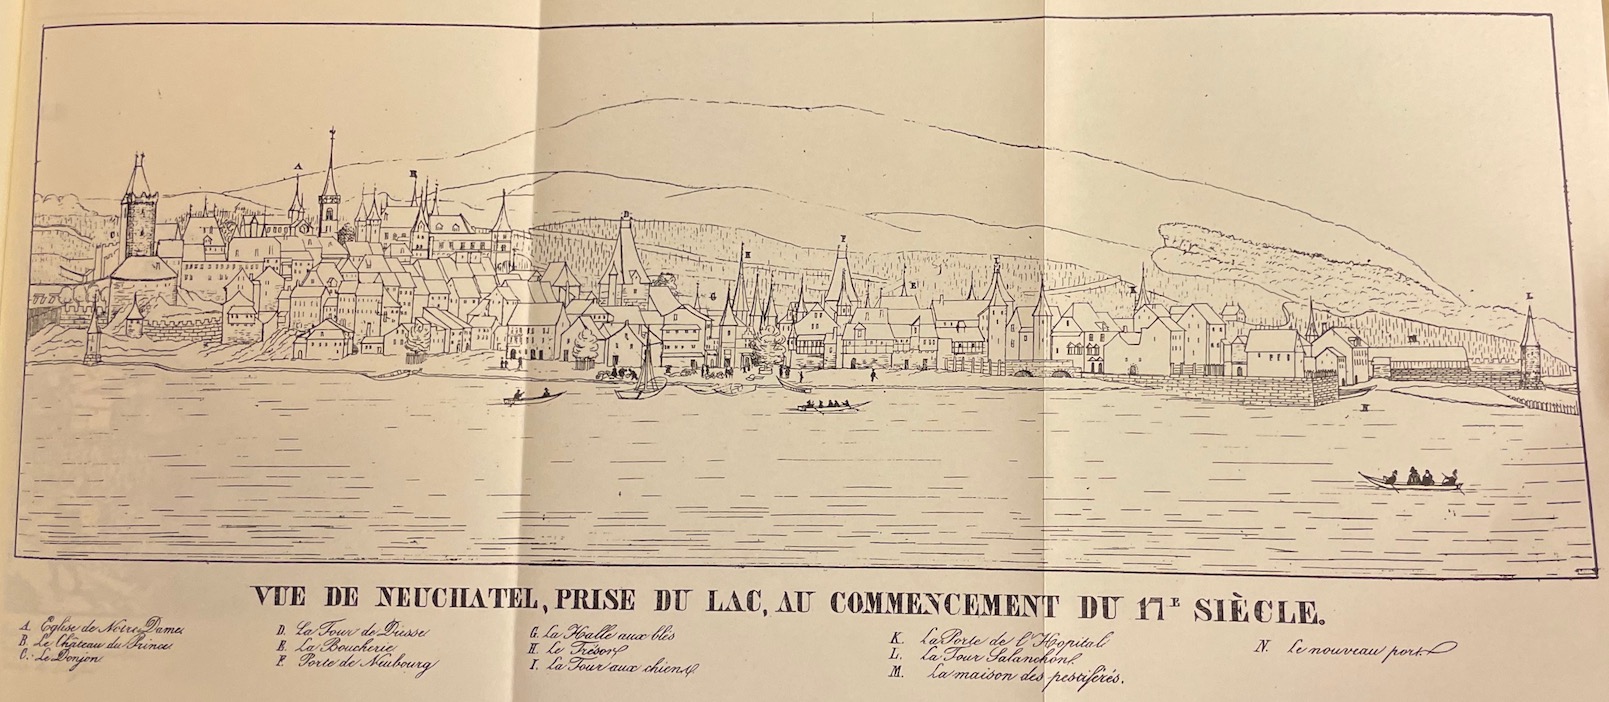 A
B
D
H
F
G
E
I
K
L
M
N
VUE DE NEUCHATEL, PRISE DU LAC, AU COMMENCEMENT DU 17E SIÈCLE.
A. Eglise de Notre Dame
B. Le Château du Prince
C. Le Donjon
D. La Tour de Diesse
E. La Boucherie
F. Porte de Neubourg
G. La Halle aux blés
H. Le Trésor
I. La Tour aux chiens
K. La Porte de l'Hopital
L. La Tour Salanchon
M. La maison des pestiférés.
N. Le nouveau port.